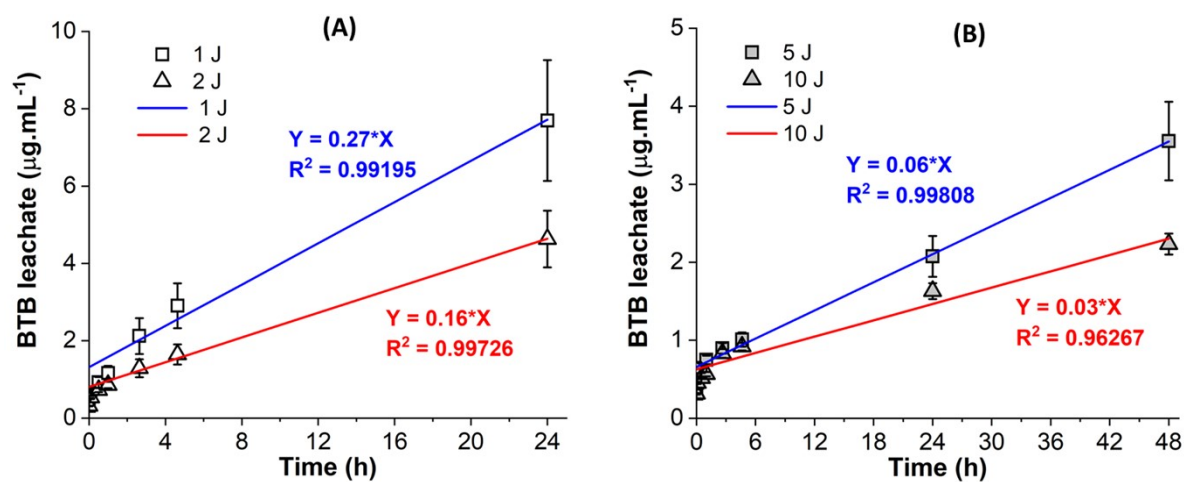 (A)
10
8
6
4
2
0
BTB leachate (µg.mL⁻¹)
1 J
2 J
1 J
2 J
Y = 0.27*X
R² = 0.99195
Y = 0.16*X
R² = 0.99726
0 4 8 12 16 20 24
Time (h)
(B)
5
4
3
2
1
0
BTB leachate (µg.mL⁻¹)
5 J
10 J
5 J
10 J
Y = 0.06*X
R² = 0.99808
Y = 0.03*X
R² = 0.96267
0 6 12 18 24 30 36 42 48
Time (h)